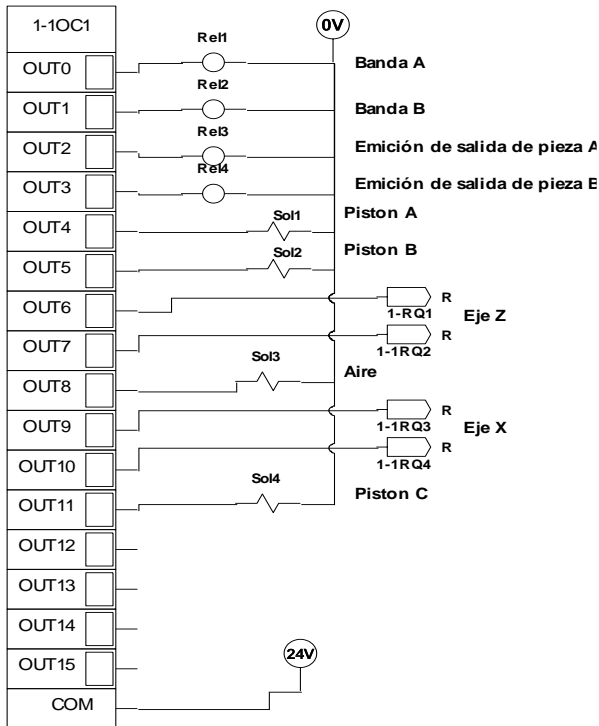 1-1OC1
0V
Rel1
OUT0
Banda A
Rel2
OUT1
Banda B
Rel3
OUT2
Emición de salida de pieza A
Rel4
OUT3
Emición de salida de pieza B
Piston A
Sol1
OUT4
Piston B
Sol2
OUT5
R
OUT6
1-RQ1
Eje Z
R
OUT7
1-1RQ2
Sol3
Aire
OUT8
R
OUT9
1-1RQ3
Eje X
R
OUT10
1-1RQ4
Sol4
Piston C
OUT11
OUT12
OUT13
OUT14
24V
OUT15
COM